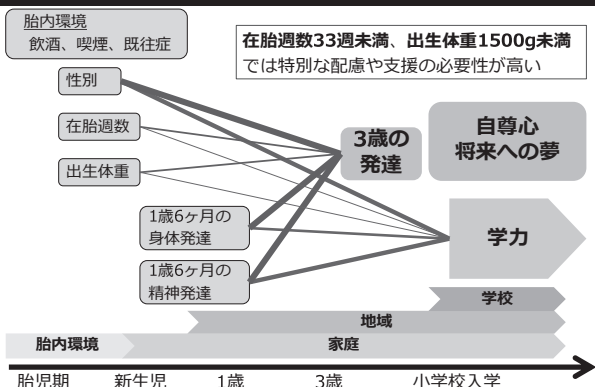 胎内環境
飲酒、喫煙、既往症
在胎週数33週未満、出生体重1500g未満
では特別な配慮や支援の必要性が高い
性別
在胎週数
出生体重
3歳の
発達
自尊心
将来への夢
1歳6ヶ月の
身体発達
1歳6ヶ月の
精神発達
学力
学校
地域
胎内環境
家庭
胎児期
新生児
1歳
3歳
小学校入学